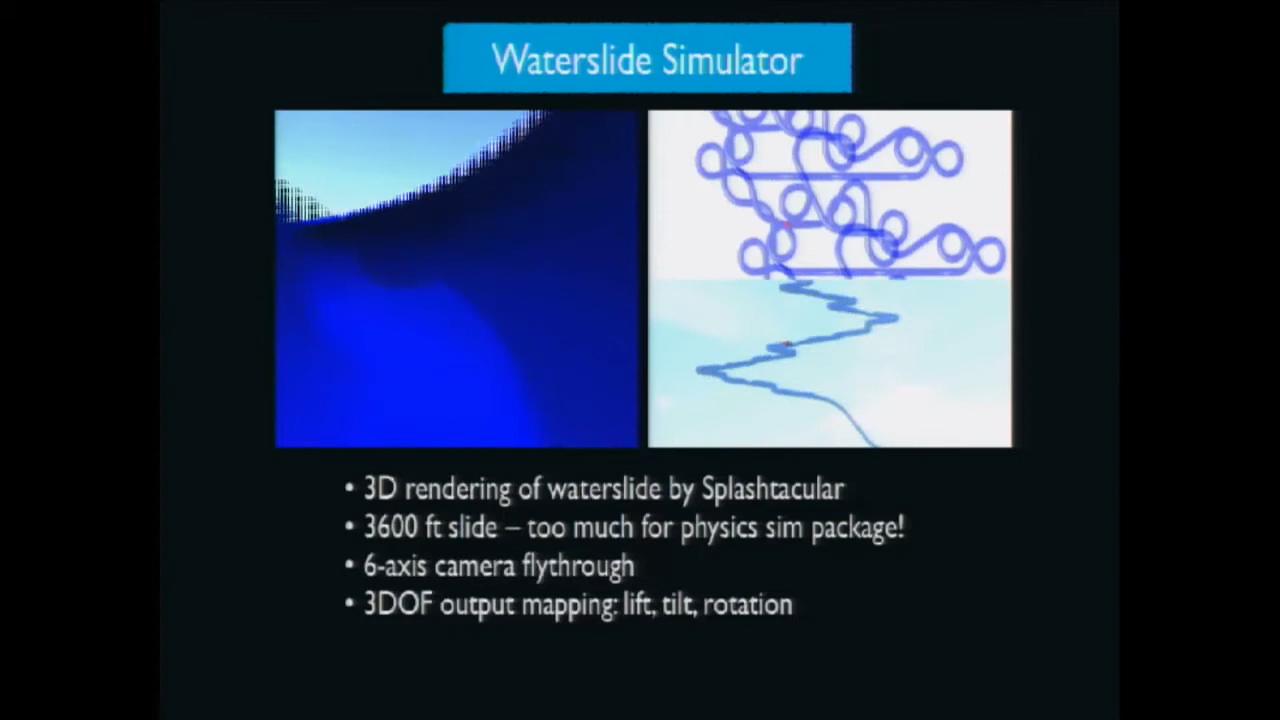 Waterslide Simulator
• 3D rendering of waterslide by Splashtacular
• 3600 ft slide – too much for physics sim package!
• 6-axis camera flythrough
• 3DOF output mapping: lift, tilt, rotation